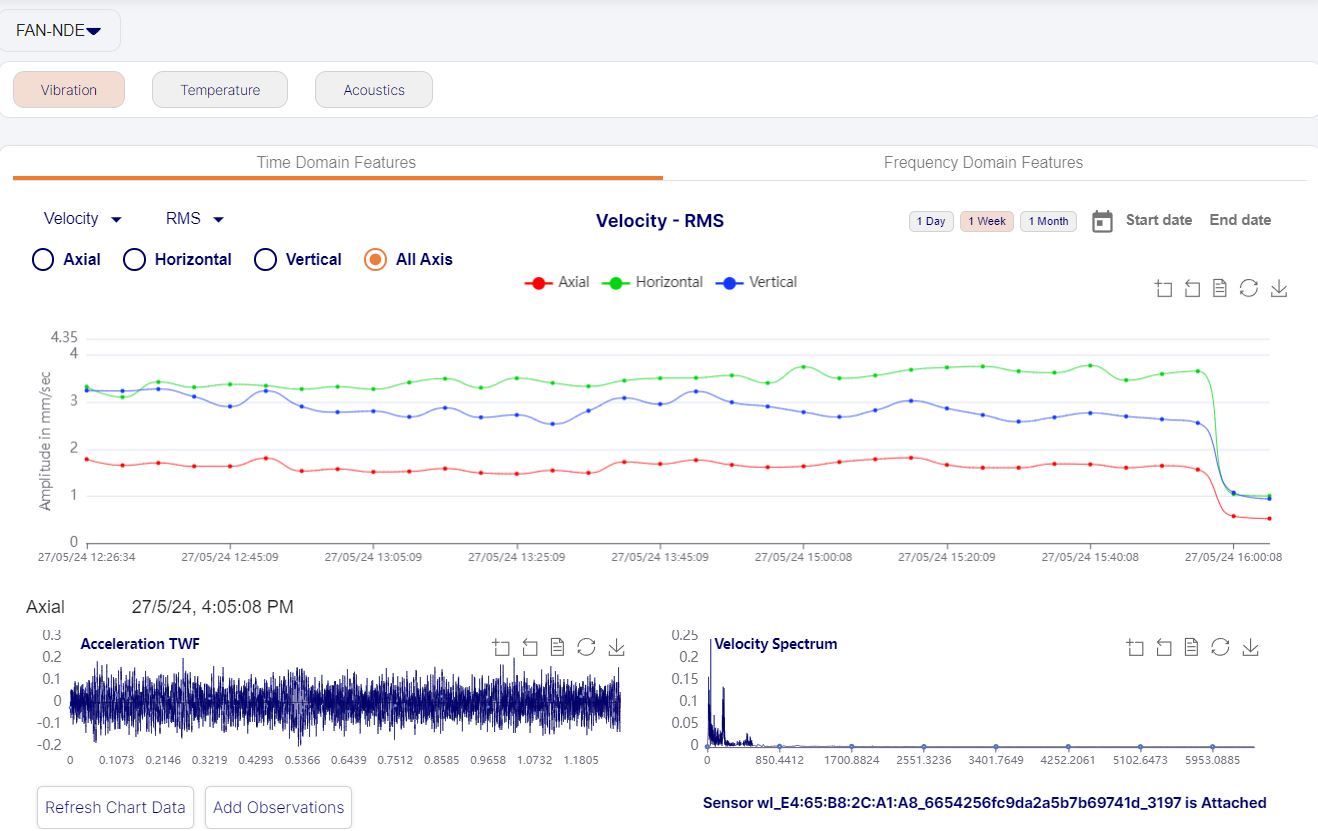 FAN-NDE
Vibration
Temperature
Acoustics
Time Domain Features
Frequency Domain Features
Velocity
RMS
Velocity - RMS
1 Day
1 Week
1 Month
Start date
End date
Axial
Horizontal
Vertical
All Axis
Axial
Horizontal
Vertical
Amplitude in mm/sec
4.35
4
3
2
1
0
27/05/24 12:26:34
27/05/24 12:45:09
27/05/24 13:05:09
27/05/24 13:25:09
27/05/24 13:45:09
27/05/24 15:00:08
27/05/24 15:20:09
27/05/24 15:40:08
27/05/24 16:00:08
Axial
27/5/24, 4:05:08 PM
Acceleration TWF
0.3
0.2
0.1
0
-0.1
-0.2
0
0.1073
0.2146
0.3219
0.4293
0.5366
0.6439
0.7512
0.8585
0.9658
1.0732
1.1805
Velocity Spectrum
0.25
0.2
0.15
0.1
0.05
0
0
850.4412
1700.8824
2551.3236
3401.7649
4252.2061
5102.6473
5953.0885
Refresh Chart Data
Add Observations
Sensor wl_E4:65:B8:2C:A1:A8_6654256fc9da2a5b7b69741d_3197 is Attached